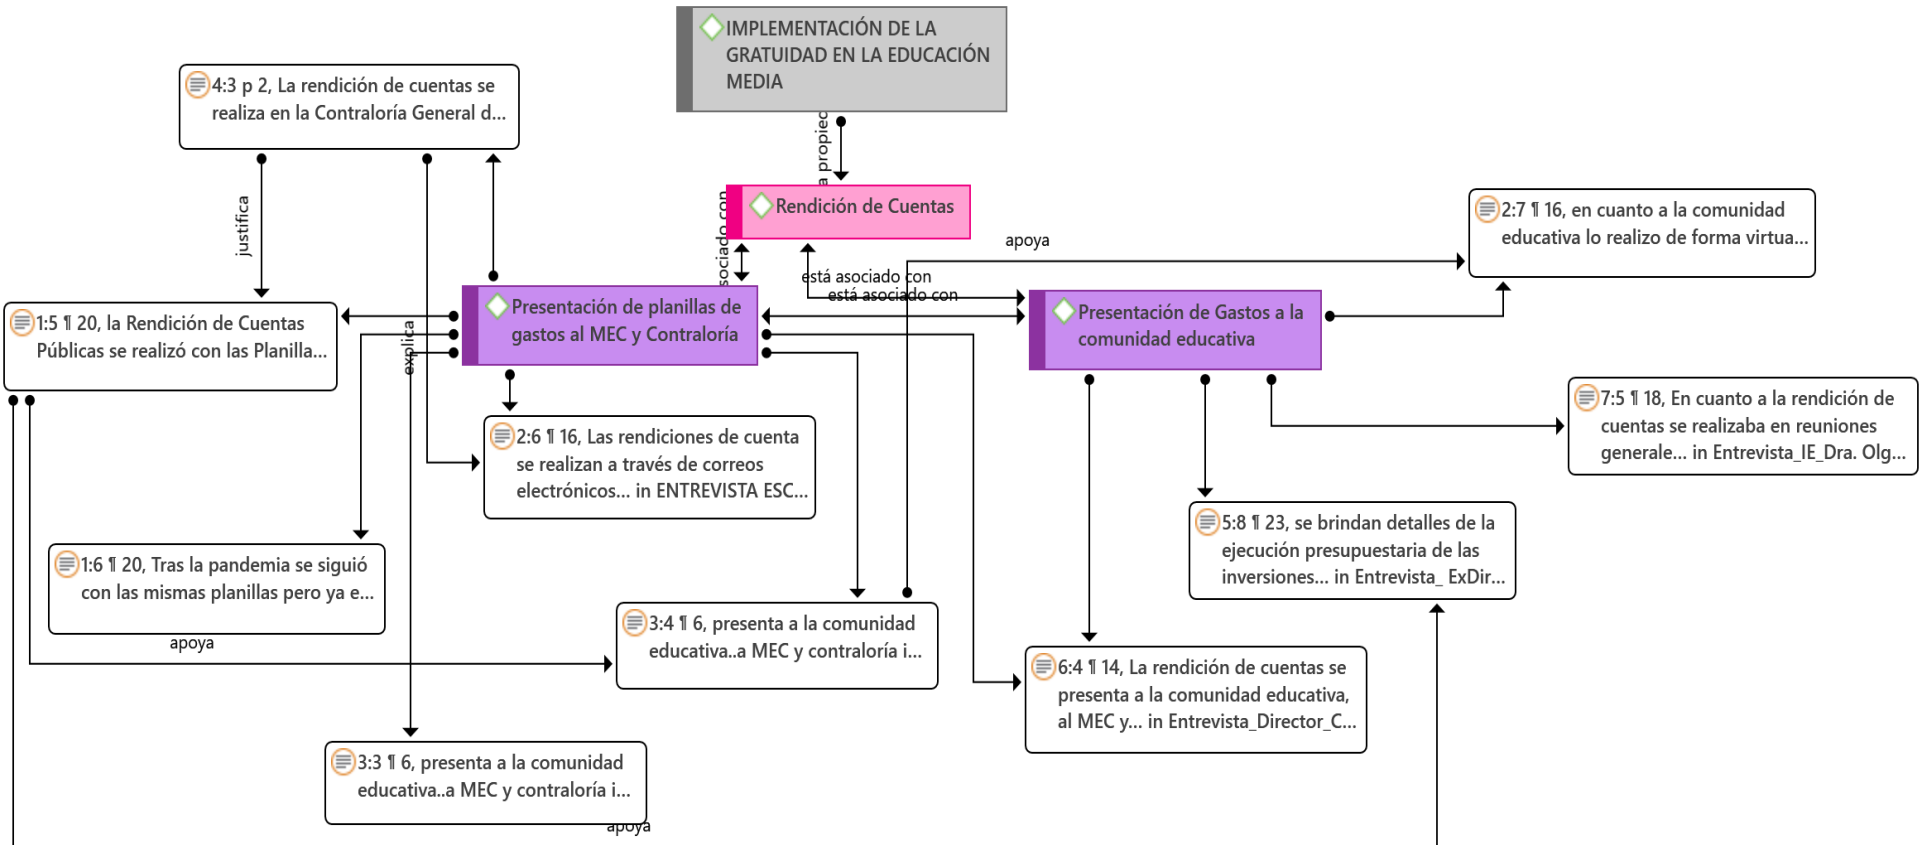 IMPLEMENTACIÓN DE LA
GRATUIDAD EN LA EDUCACIÓN
MEDIA
4:3 p 2, La rendición de cuentas se
realiza en la Contraloría General d...
a propied
justifica
Rendición de Cuentas
sociado con
apoya
2:7 ¶ 16, en cuanto a la comunidad
educativa lo realizo de forma virtua...
está asociado con
está asociado con
Presentación de planillas de
gastos al MEC y Contraloría
Presentación de Gastos a la
comunidad educativa
1:5 ¶ 20, la Rendición de Cuentas
Públicas se realizó con las Planilla...
explica
7:5 ¶ 18, En cuanto a la rendición de
cuentas se realizaba en reuniones
generale... in Entrevista_IE_Dra. Olg...
2:6 ¶ 16, Las rendiciones de cuenta
se realizan a través de correos
electrónicos... in ENTREVISTA ESC...
5:8 ¶ 23, se brindan detalles de la
ejecución presupuestaria de las
inversiones... in Entrevista_ ExDir...
1:6 ¶ 20, Tras la pandemia se siguió
con las mismas planillas pero ya e...
apoya
3:4 ¶ 6, presenta a la comunidad
educativa..a MEC y contraloría i...
6:4 ¶ 14, La rendición de cuentas se
presenta a la comunidad educativa,
al MEC y... in Entrevista_Director_C...
3:3 ¶ 6, presenta a la comunidad
educativa..a MEC y contraloría i...
apoya